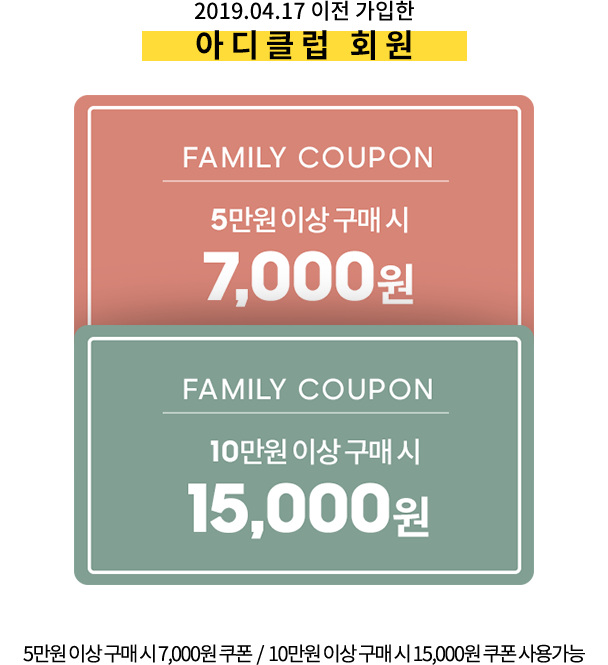 2019.04.17 이전 가입한
아디클럽 회원
FAMILY COUPON
5만원 이상 구매 시
7,000원
FAMILY COUPON
10만원 이상 구매 시
15,000원
5만원 이상 구매 시 7,000원 쿠폰 / 10만원 이상 구매 시 15,000원 쿠폰 사용가능